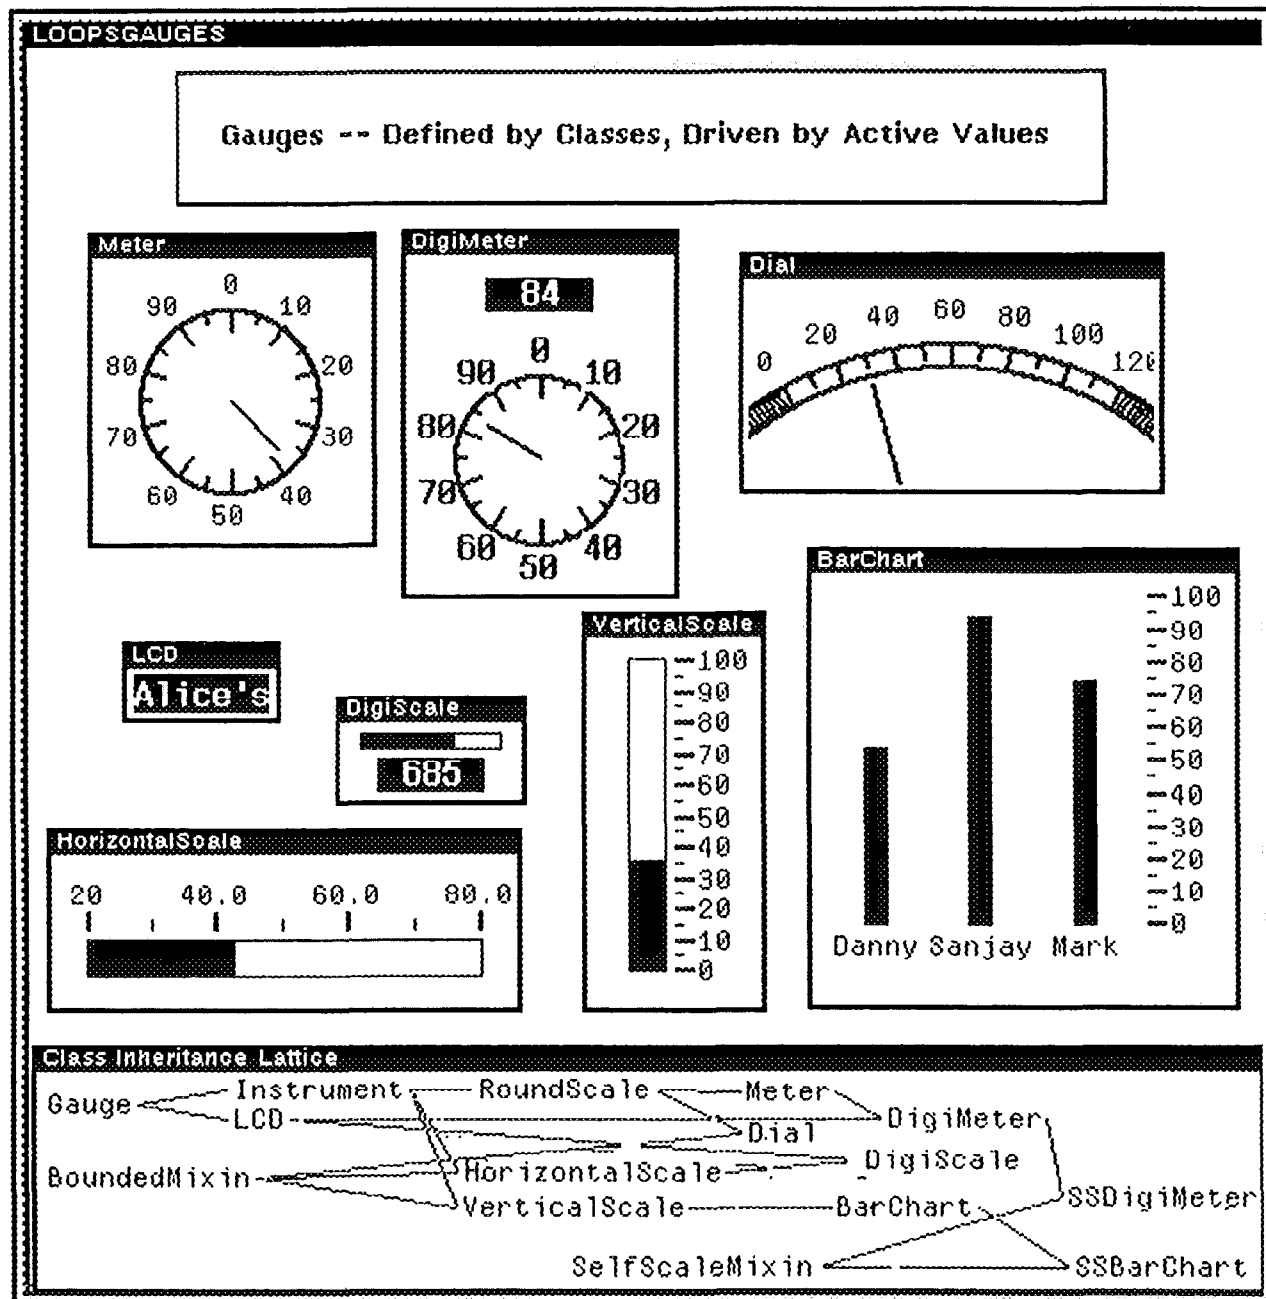 LOOPSGAUGES
Gauges -- Defined by Classes, Driven by Active Values
Meter
0
10
20
30
40
50
60
70
80
90
DigiMeter
84
0
10
20
30
40
50
60
70
80
90
Dial
0
20
40
60
80
100
LCD
Alice's
DigiScale
685
HorizontalScale
20 40.0 60.0 80.0
VerticalScale
100
90
80
70
60
50
40
30
20
10
0
BarChart
100
90
80
70
60
50
40
30
20
10
0
Danny Sanjay Mark
Class Inheritance Lattice
Gauge
Instrument
RoundScale
Meter
LCD
DigiMeter
Dial
BoundedMixin
HorizontalScale
DigiScale
VerticalScale
BarChart
SSDigiMeter
SelfScaleMixin
SSBarChart